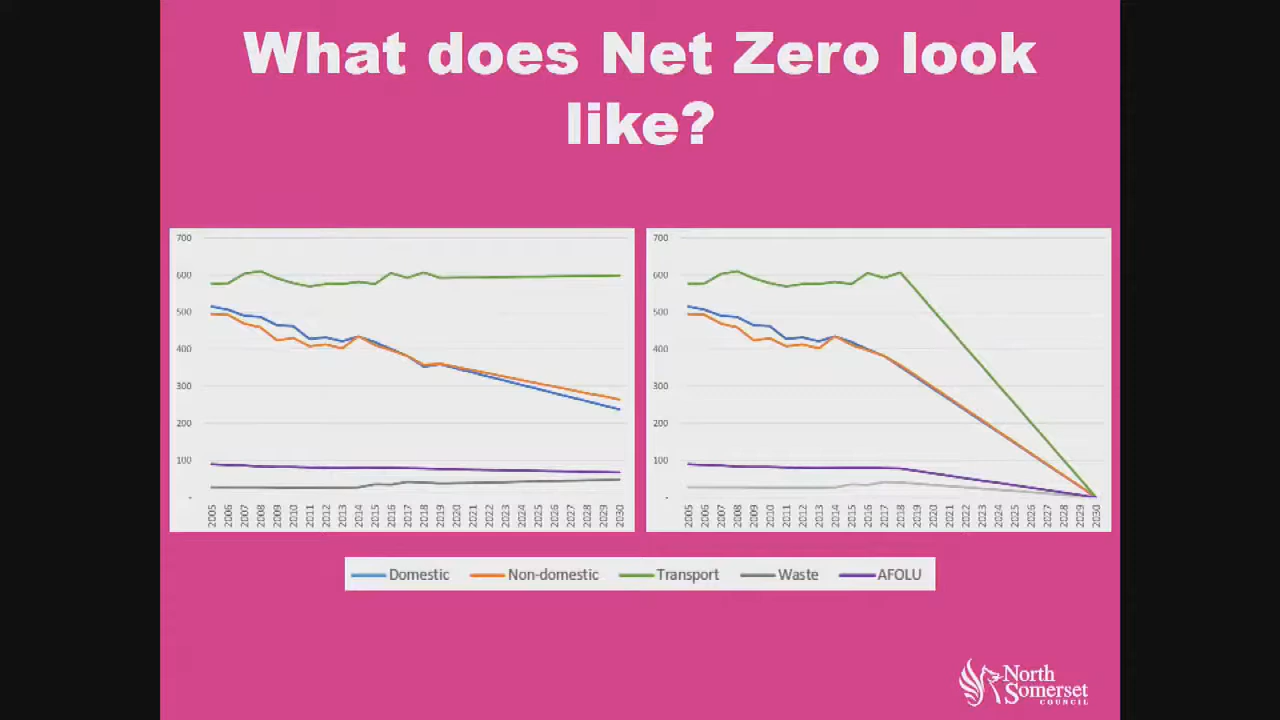 What does Net Zero look
like?
700
600
500
400
300
200
100
-
2005 2006 2007 2008 2009 2010 2011 2012 2013 2014 2015 2016 2017 2018 2019 2020 2021 2022 2023 2024 2025 2026 2027 2028 2029 2030
700
600
500
400
300
200
100
-
2005 2006 2007 2008 2009 2010 2011 2012 2013 2014 2015 2016 2017 2018 2019 2020 2021 2022 2023 2024 2025 2026 2027 2028 2029 2030
Domestic Non-domestic Transport Waste AFOLU
North
Somerset
COUNCIL